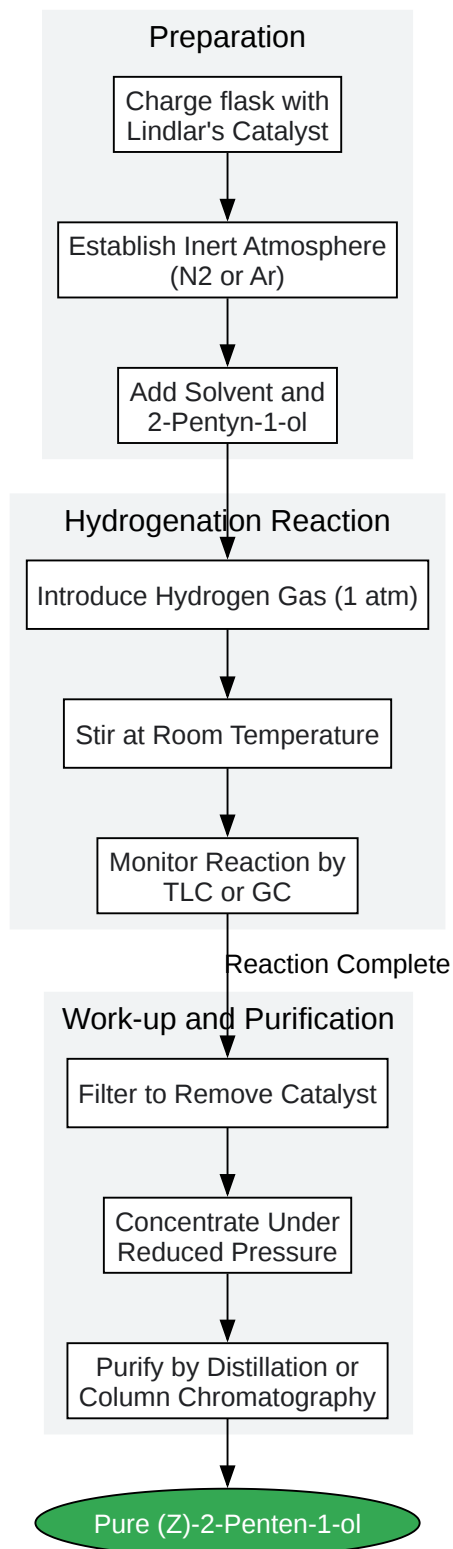 Preparation
Charge flask with
Lindlar's Catalyst
Establish Inert Atmosphere
(N2 or Ar)
Add Solvent and
2-Pentyn-1-ol
Hydrogenation Reaction
Introduce Hydrogen Gas (1 atm)
Stir at Room Temperature
Monitor Reaction by
TLC or GC
Reaction Complete
Work-up and Purification
Filter to Remove Catalyst
Concentrate Under
Reduced Pressure
Purify by Distillation or
Column Chromatography
Pure (Z)-2-Penten-1-ol